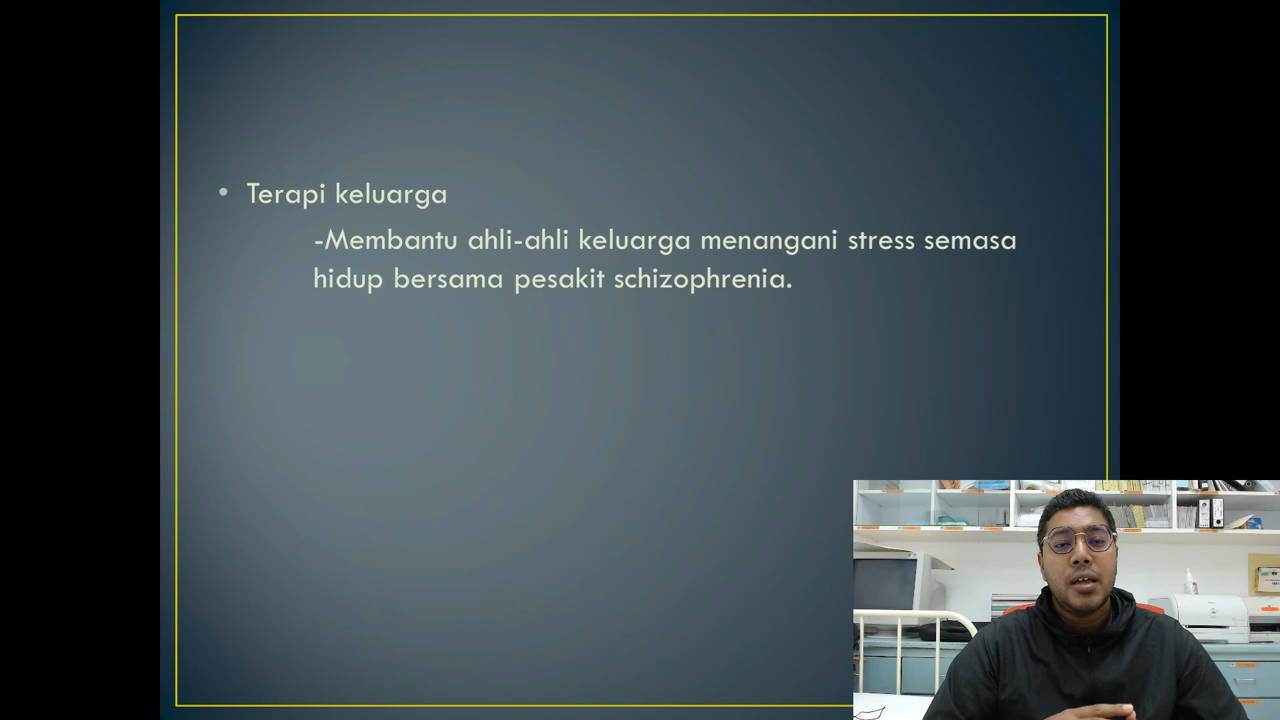 • Terapi keluarga
-Membantu ahli-ahli keluarga menangani stress semasa
hidup bersama pesakit schizophrenia.